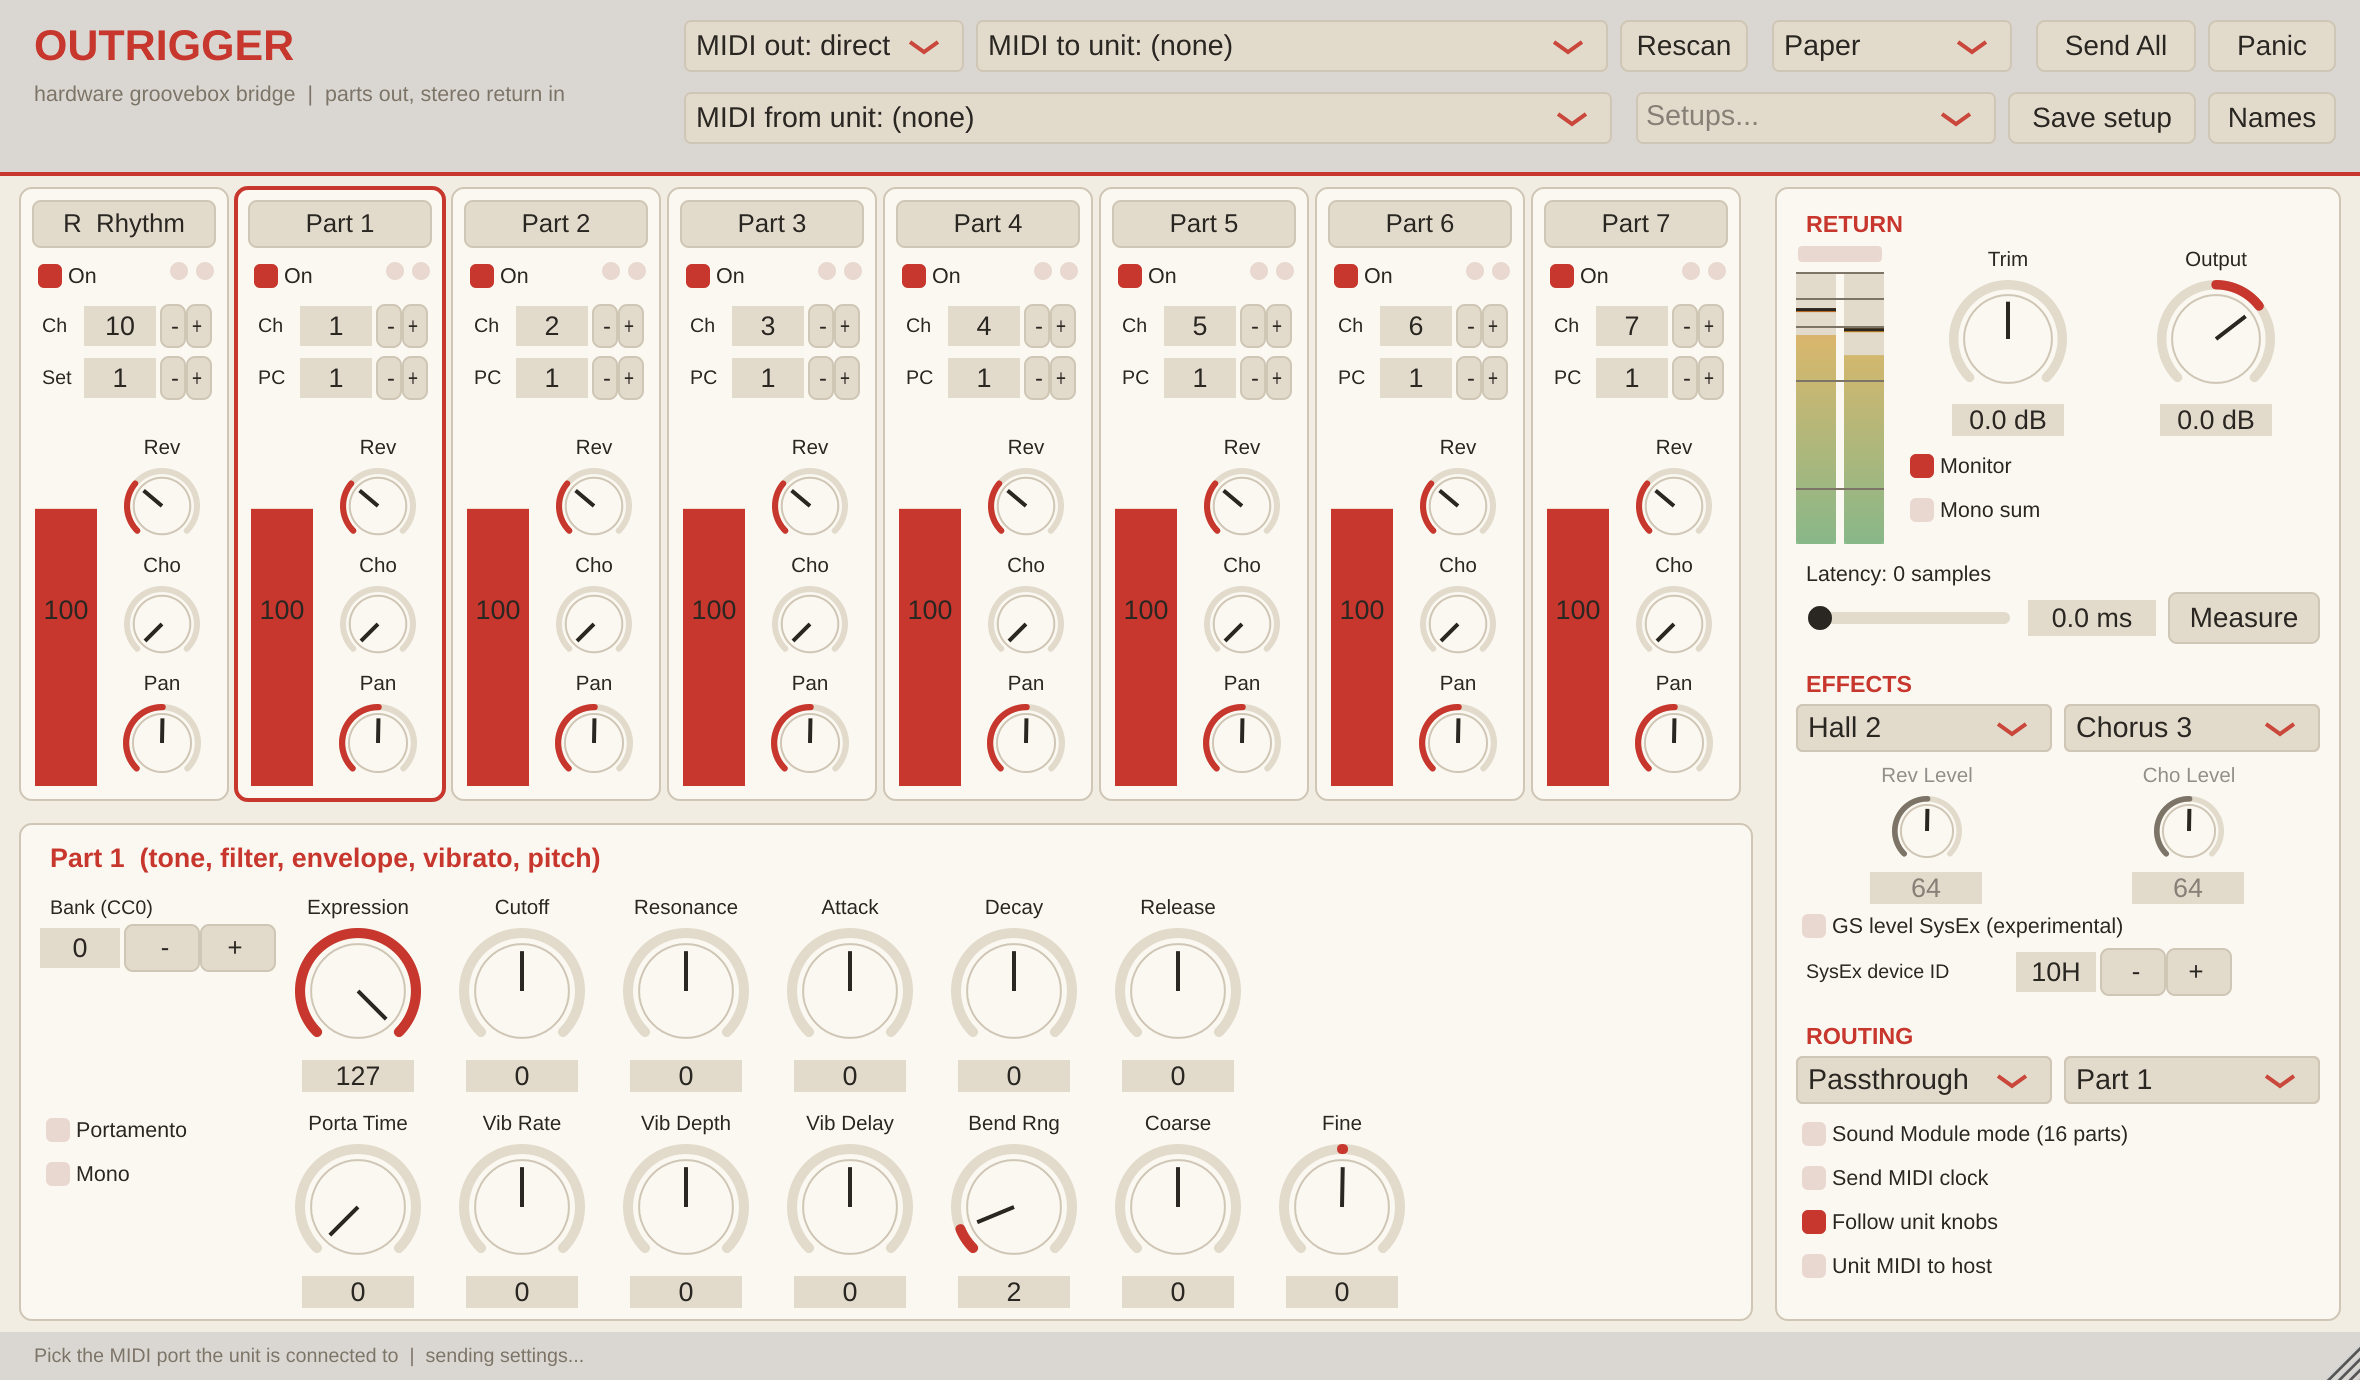 OUTRIGGER
hardware groovebox bridge | parts out, stereo return in
MIDI out: direct
MIDI to unit: (none)
Rescan
Paper
Send All
Panic
MIDI from unit: (none)
Setups...
Save setup
Names
R Rhythm
On
Ch 10 - +
Set 1 - +
Rev
Cho
100
Pan
Part 1
On
Ch 1 - +
PC 1 - +
Rev
Cho
100
Pan
Part 2
On
Ch 2 - +
PC 1 - +
Rev
Cho
100
Pan
Part 3
On
Ch 3 - +
PC 1 - +
Rev
Cho
100
Pan
Part 4
On
Ch 4 - +
PC 1 - +
Rev
Cho
100
Pan
Part 5
On
Ch 5 - +
PC 1 - +
Rev
Cho
100
Pan
Part 6
On
Ch 6 - +
PC 1 - +
Rev
Cho
100
Pan
Part 7
On
Ch 7 - +
PC 1 - +
Rev
Cho
100
Pan
Part 1 (tone, filter, envelope, vibrato, pitch)
Bank (CC0)
0 - +
Expression Cutoff Resonance Attack Decay Release
127 0 0 0 0 0
Portamento
Mono
Porta Time Vib Rate Vib Depth Vib Delay Bend Rng Coarse Fine
0 0 0 0 2 0 0
RETURN
Trim Output
0.0 dB 0.0 dB
Monitor
Mono sum
Latency: 0 samples
0.0 ms Measure
EFFECTS
Hall 2 Chorus 3
Rev Level Cho Level
64 64
GS level SysEx (experimental)
SysEx device ID 10H - +
ROUTING
Passthrough Part 1
Sound Module mode (16 parts)
Send MIDI clock
Follow unit knobs
Unit MIDI to host
Pick the MIDI port the unit is connected to | sending settings...